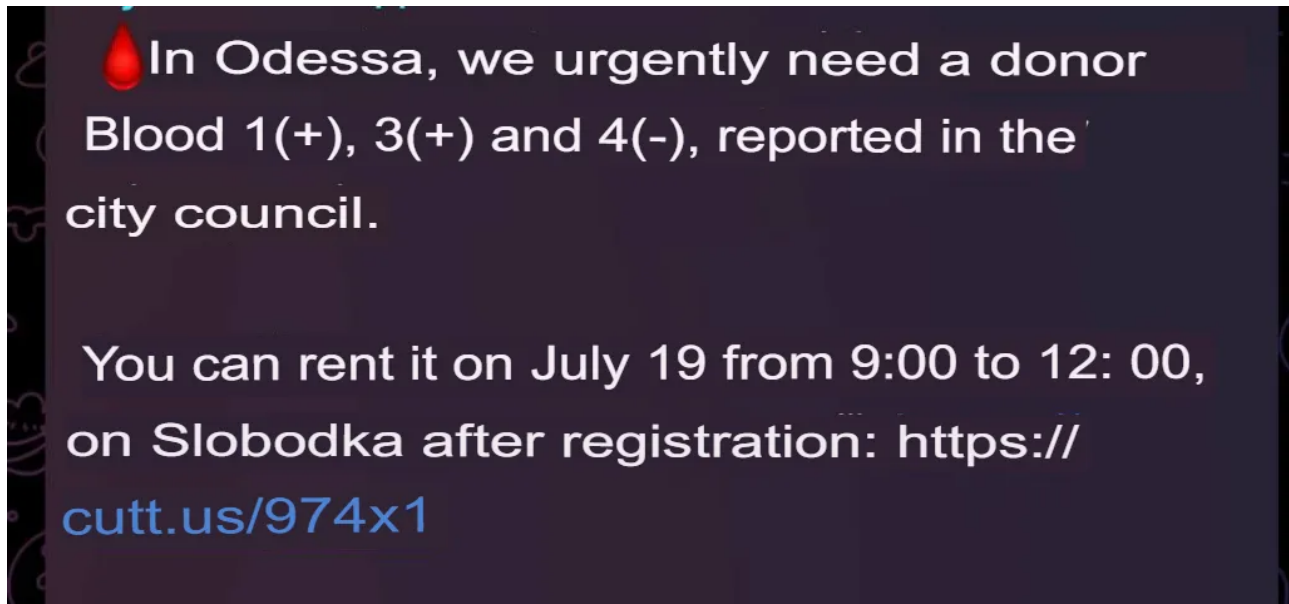 In Odessa, we urgently need a donor
Blood 1(+), 3(+) and 4(-), reported in the
city council.
You can rent it on July 19 from 9:00 to 12: 00,
on Slobodka after registration: https://
cutt.us/974x1